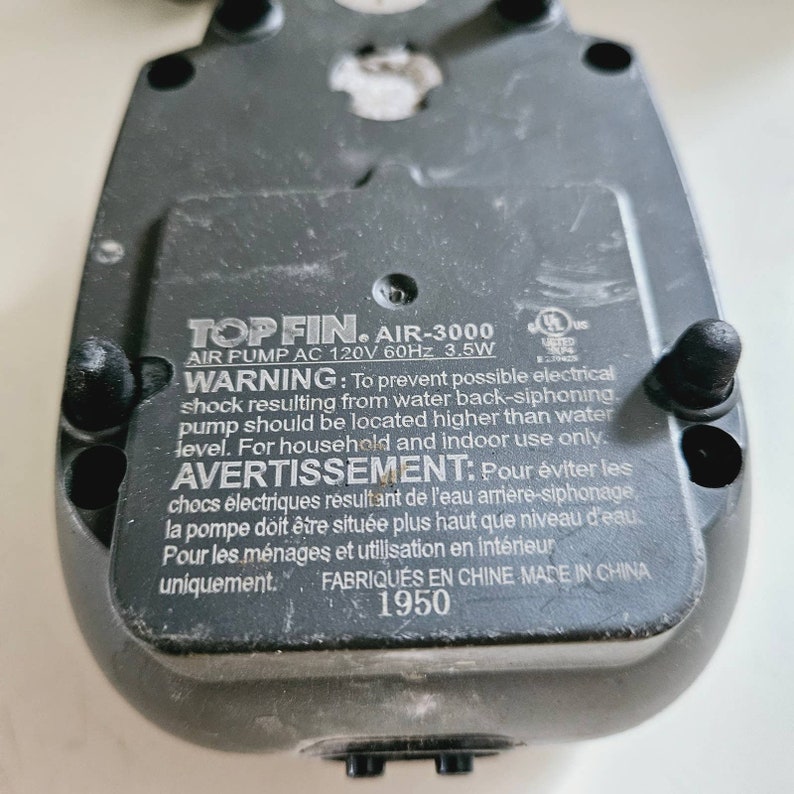 TOP FIN® AIR-3000
AIR PUMP AC 120V 60Hz 3.5W
WARNING: To prevent possible electrical
shock resulting from water back-siphoning,
pump should be located higher than water
level. For household and indoor use only.
AVERTISSEMENT: Pour éviter les
chocs électriques résultant de l'eau arrière-siphonage,
la pompe doit être située plus haut que niveau d'eau.
Pour les ménages et utilisation en intérieur
uniquement. FABRIQUÉS EN CHINE MADE IN CHINA
1950
c UL US
LISTED